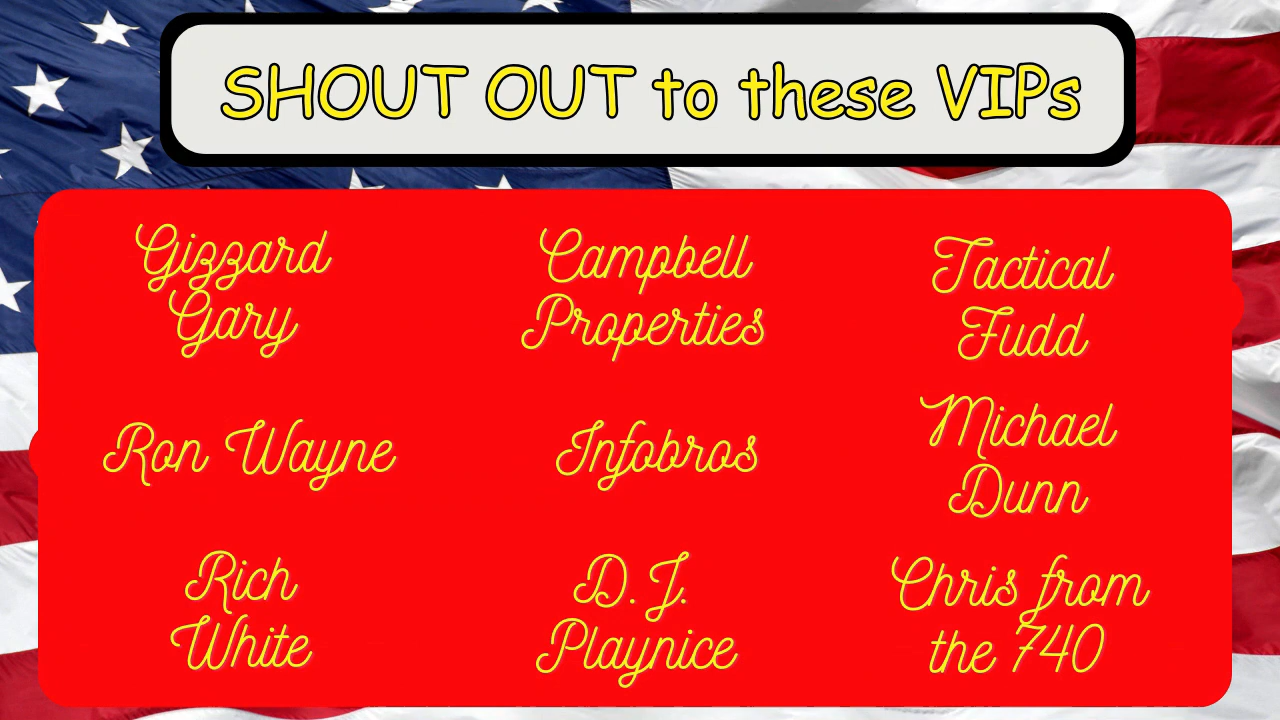 SHOUT OUT to these VIPs
Gizzard
Gary
Campbell
Properties
Tactical
Fudd
Ron Wayne
Infobros
Michael
Dunn
Rich
White
D.J.
Playnice
Chris from
the 740